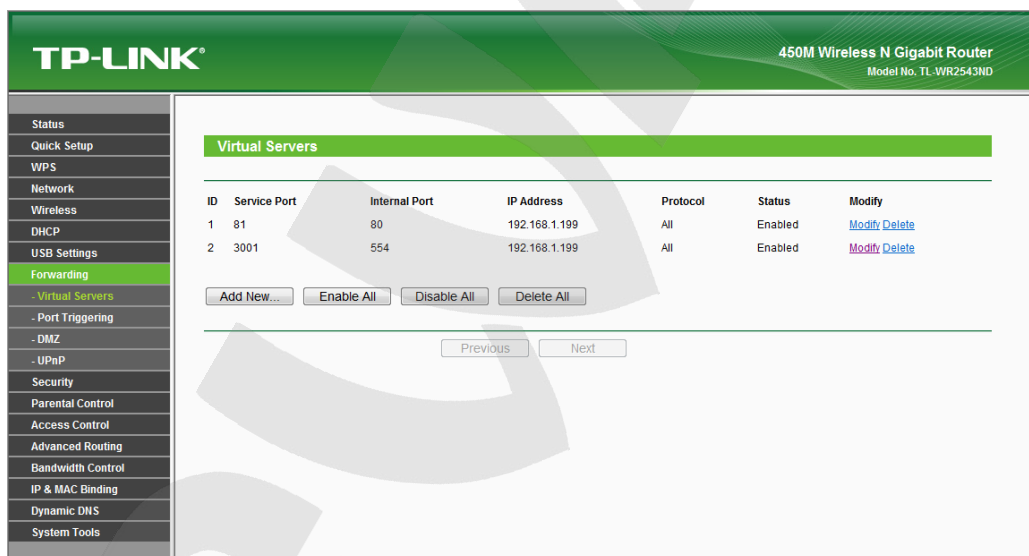 TP-LINK®
450M Wireless N Gigabit Router
Model No. TL-WR2543ND
Status
Quick Setup
WPS
Network
Wireless
DHCP
USB Settings
Forwarding
- Virtual Servers
- Port Triggering
- DMZ
- UPnP
Security
Parental Control
Access Control
Advanced Routing
Bandwidth Control
IP & MAC Binding
Dynamic DNS
System Tools
Virtual Servers
ID Service Port Internal Port IP Address Protocol Status Modify
1 81 80 192.168.1.199 All Enabled Modify Delete
2 3001 554 192.168.1.199 All Enabled Modify Delete
Add New... Enable All Disable All Delete All
Previous Next